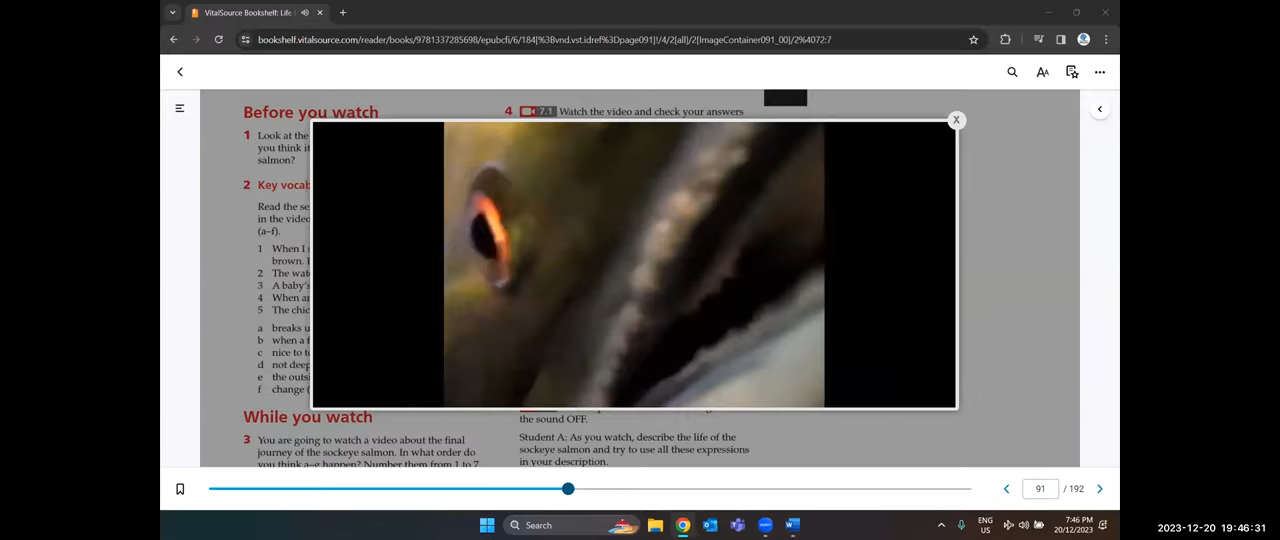 VitalSource Bookshelf: Life
bookshelf.vitalsource.com/reader/books/9781337285698/epubcfi/6/184[%3Bvnd.vst.idref%3Dpage091]!/4/2[all]/2[ImageContainer091_00]/2%4072:7
Before you watch
1 Look at the
you think it
salmon?
2 Key vocab
Read the se
in the video
(a–f).
1 When I s
brown. I
2 The wat
3 A baby's
4 When an
5 The chic
a breaks u
b when a f
c nice to t
d not deep
e the outsi
f change (
While you watch
3 You are going to watch a video about the final
journey of the sockeye salmon. In what order do
you think a–g happen? Number them from 1 to 7
4 7.1 Watch the video and check your answers
X
the sound OFF.
Student A: As you watch, describe the life of the
sockeye salmon and try to use all these expressions
in your description.
91 / 192
Search
ENG
US
7:46 PM
20/12/2023
2023-12-20 19:46:31